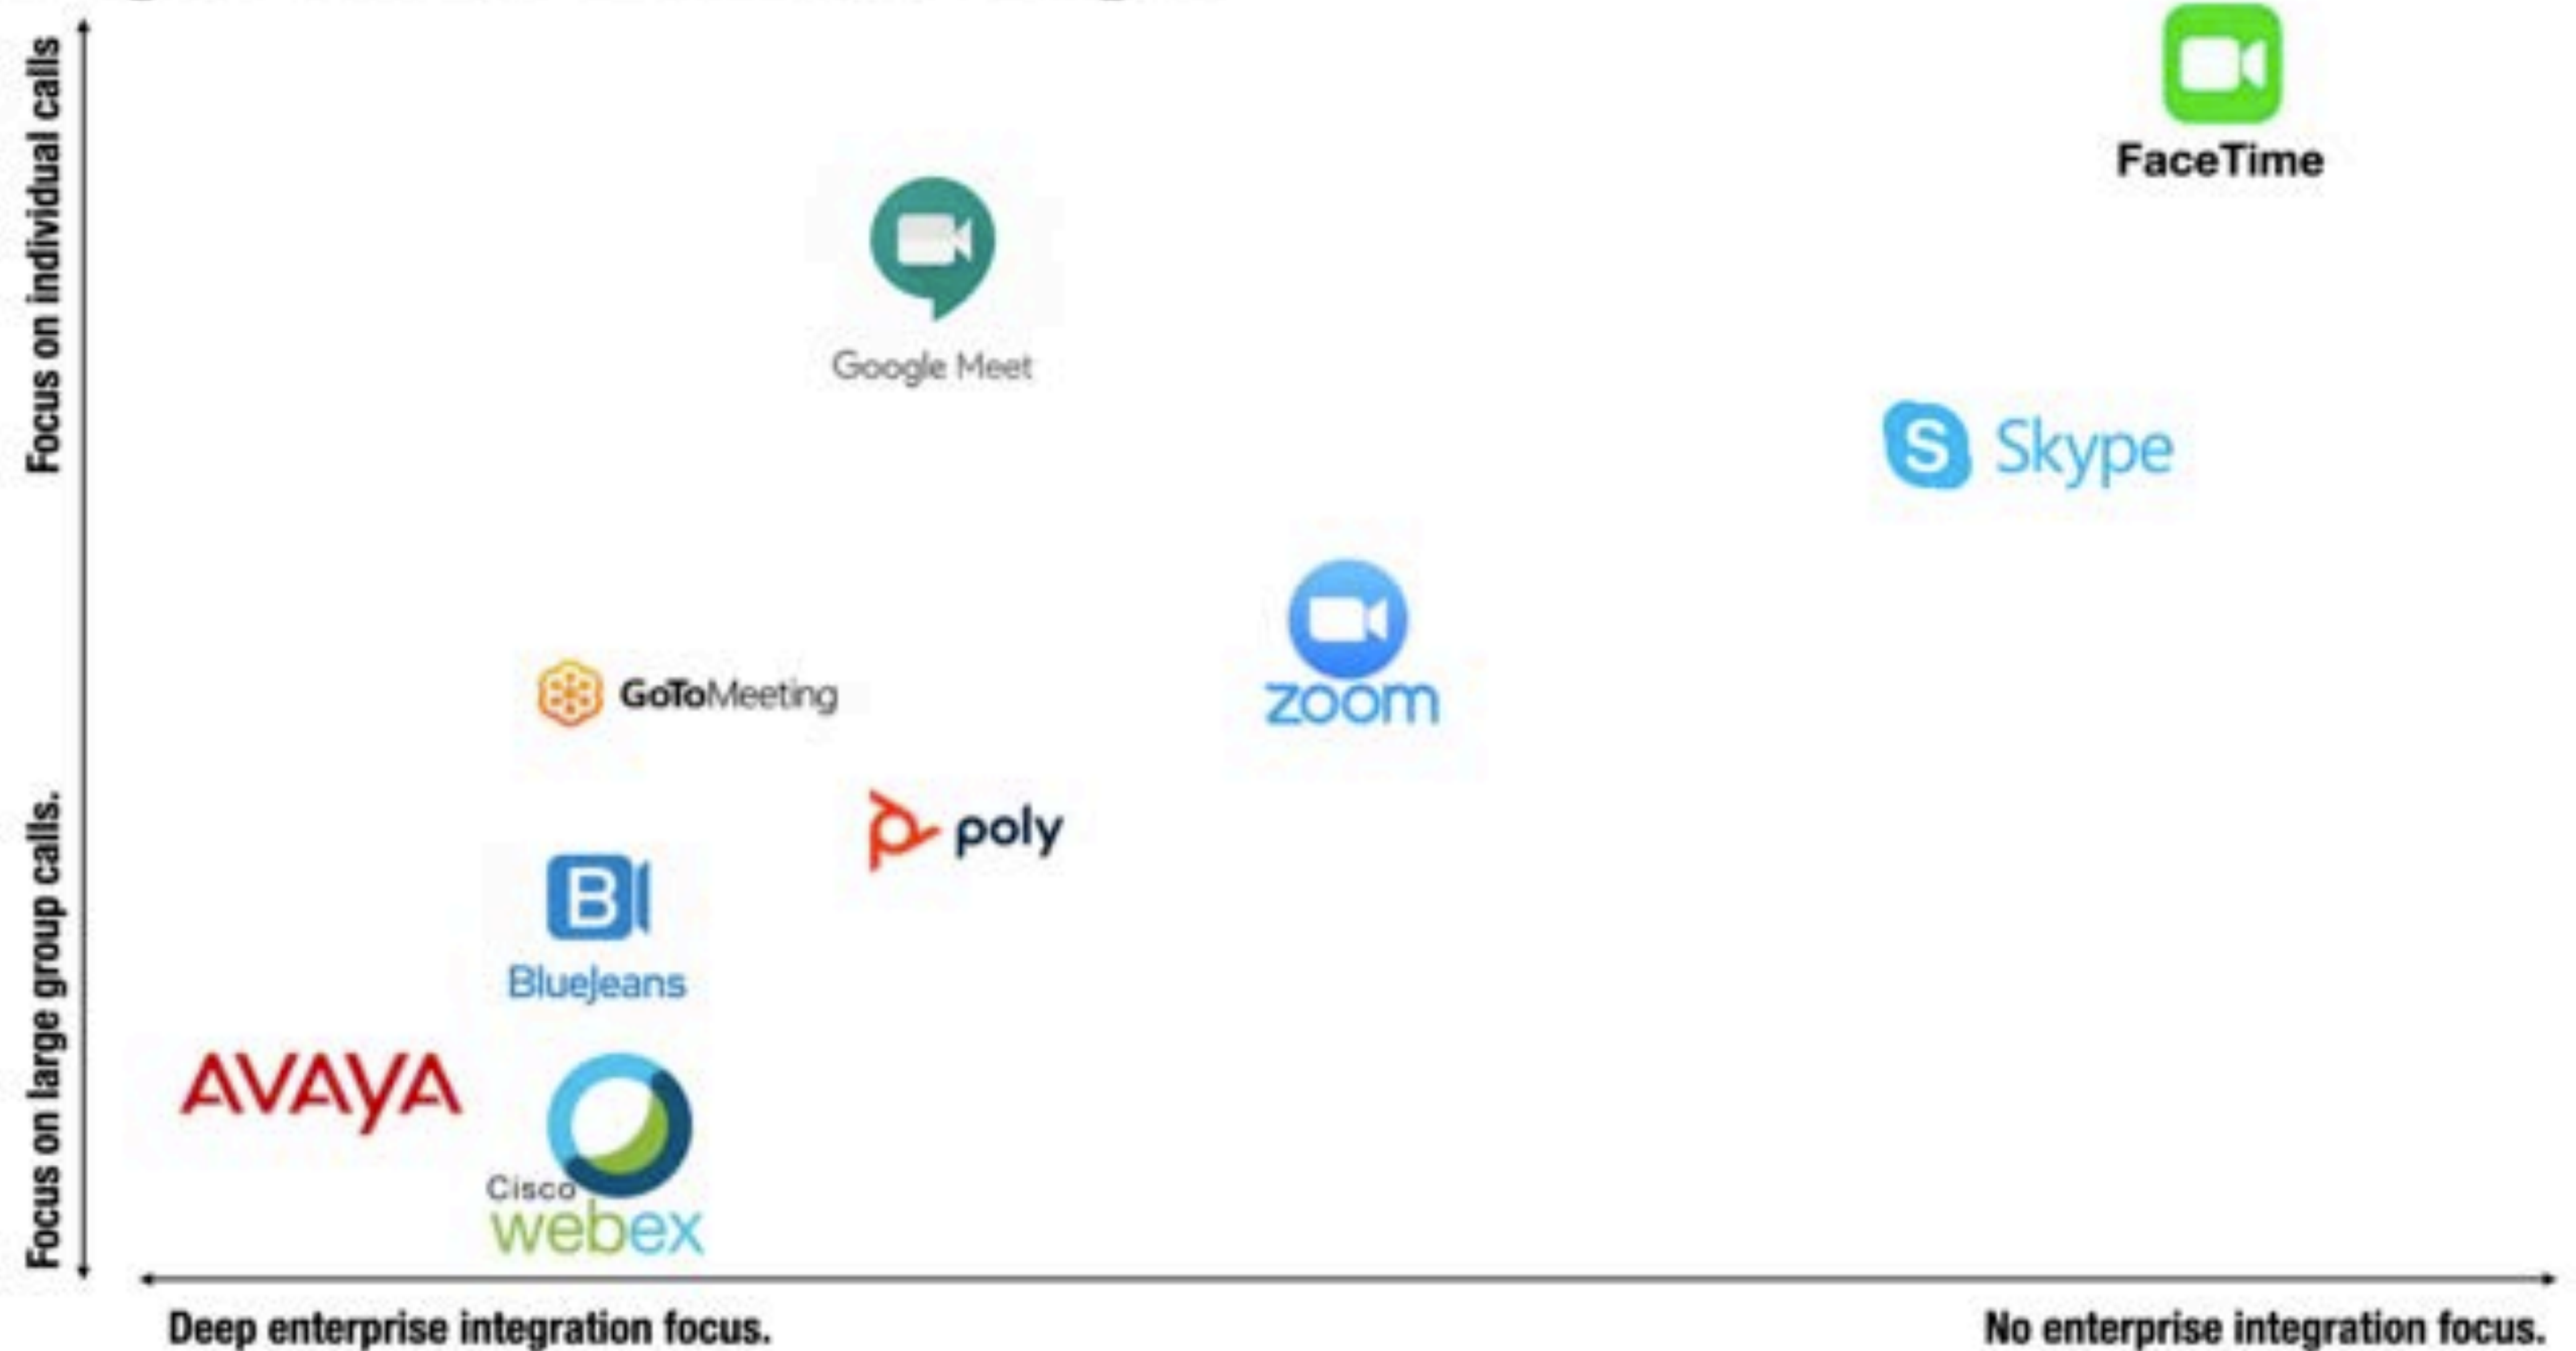 Focus on individual calls
FaceTime
Google Meet
S Skype
zoom
GoToMeeting
poly
B
BlueJeans
Focus on large group calls.
AVAYA
Cisco
webex
Deep enterprise integration focus.
No enterprise integration focus.